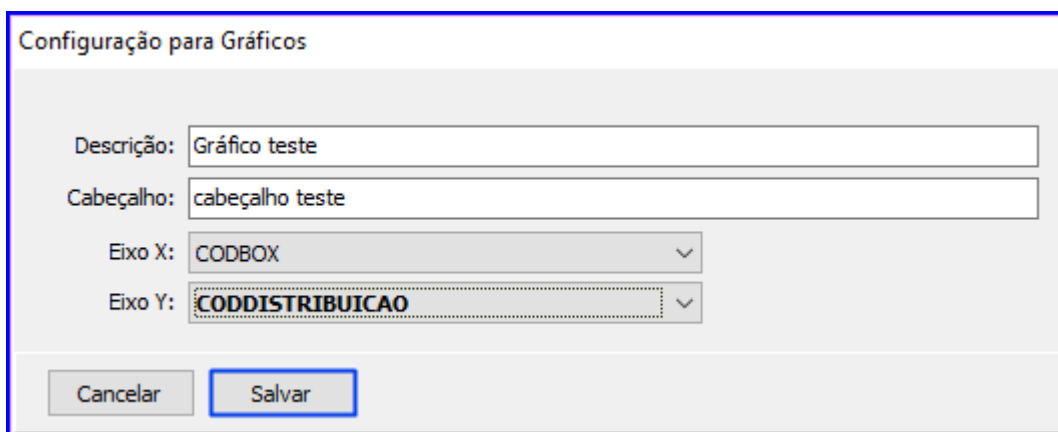 Configuração para Gráficos
Descrição: Gráfico teste
Cabeçalho: cabeçalho teste
Eixo X: CODBOX
Eixo Y: CODDISTRIBUICAO
Cancelar Salvar